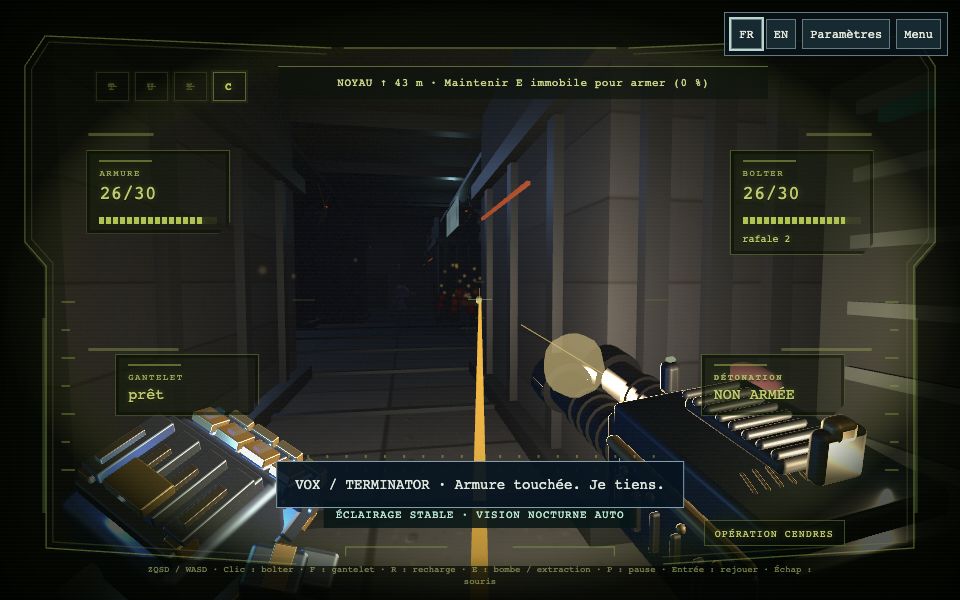 FR EN Paramètres Menu
T U X C
NOYAU ↑ 43 m · Maintenir E immobile pour armer (0 %)
ARMURE
26/30
BOLTER
26/30
rafale 2
GANTELET
prêt
DÉTONATION
NON ARMÉE
VOX / TERMINATOR · Armure touchée. Je tiens.
ÉCLAIRAGE STABLE · VISION NOCTURNE AUTO
OPÉRATION CENDRES
ZQSD / WASD · Clic : bolter · F : gantelet · R : recharge · E : bombe / extraction · P : pause · Entrée : rejouer · Échap :
souris